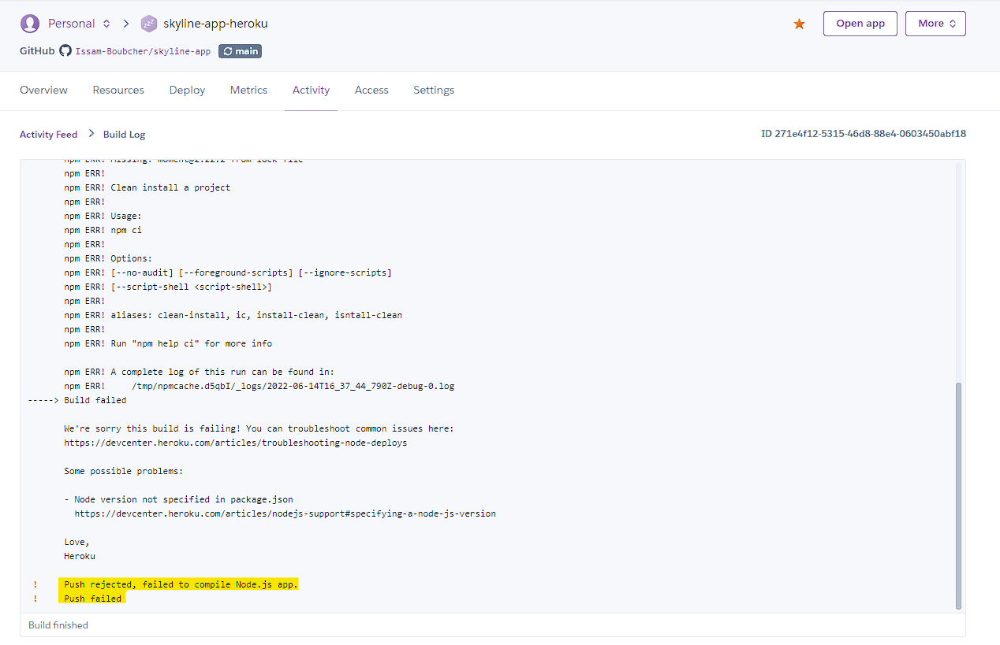 Personal
skyline-app-heroku
Open app
More
GitHub Issam-Boubcher/skyline-app main
Overview Resources Deploy Metrics Activity Access Settings
Activity Feed > Build Log
ID 271e4f12-5315-46d8-88e4-0603450abf18
npm ERR! Missing: moment@2.22.2 from lock file
npm ERR!
npm ERR! Clean install a project
npm ERR!
npm ERR! Usage:
npm ERR! npm ci
npm ERR!
npm ERR! Options:
npm ERR! [--no-audit] [--foreground-scripts] [--ignore-scripts]
npm ERR! [--script-shell <script-shell>]
npm ERR!
npm ERR! aliases: clean-install, ic, install-clean, isntall-clean
npm ERR!
npm ERR! Run "npm help ci" for more info
npm ERR! A complete log of this run can be found in:
npm ERR!     /tmp/npmcache.d5qbI/_logs/2022-06-14T16_37_44_790Z-debug-0.log
-----> Build failed
We're sorry this build is failing! You can troubleshoot common issues here:
https://devcenter.heroku.com/articles/troubleshooting-node-deploys
Some possible problems:
- Node version not specified in package.json
https://devcenter.heroku.com/articles/nodejs-support#specifying-a-node-js-version
Love,
Heroku
! Push rejected, failed to compile Node.js app.
! Push failed
Build finished